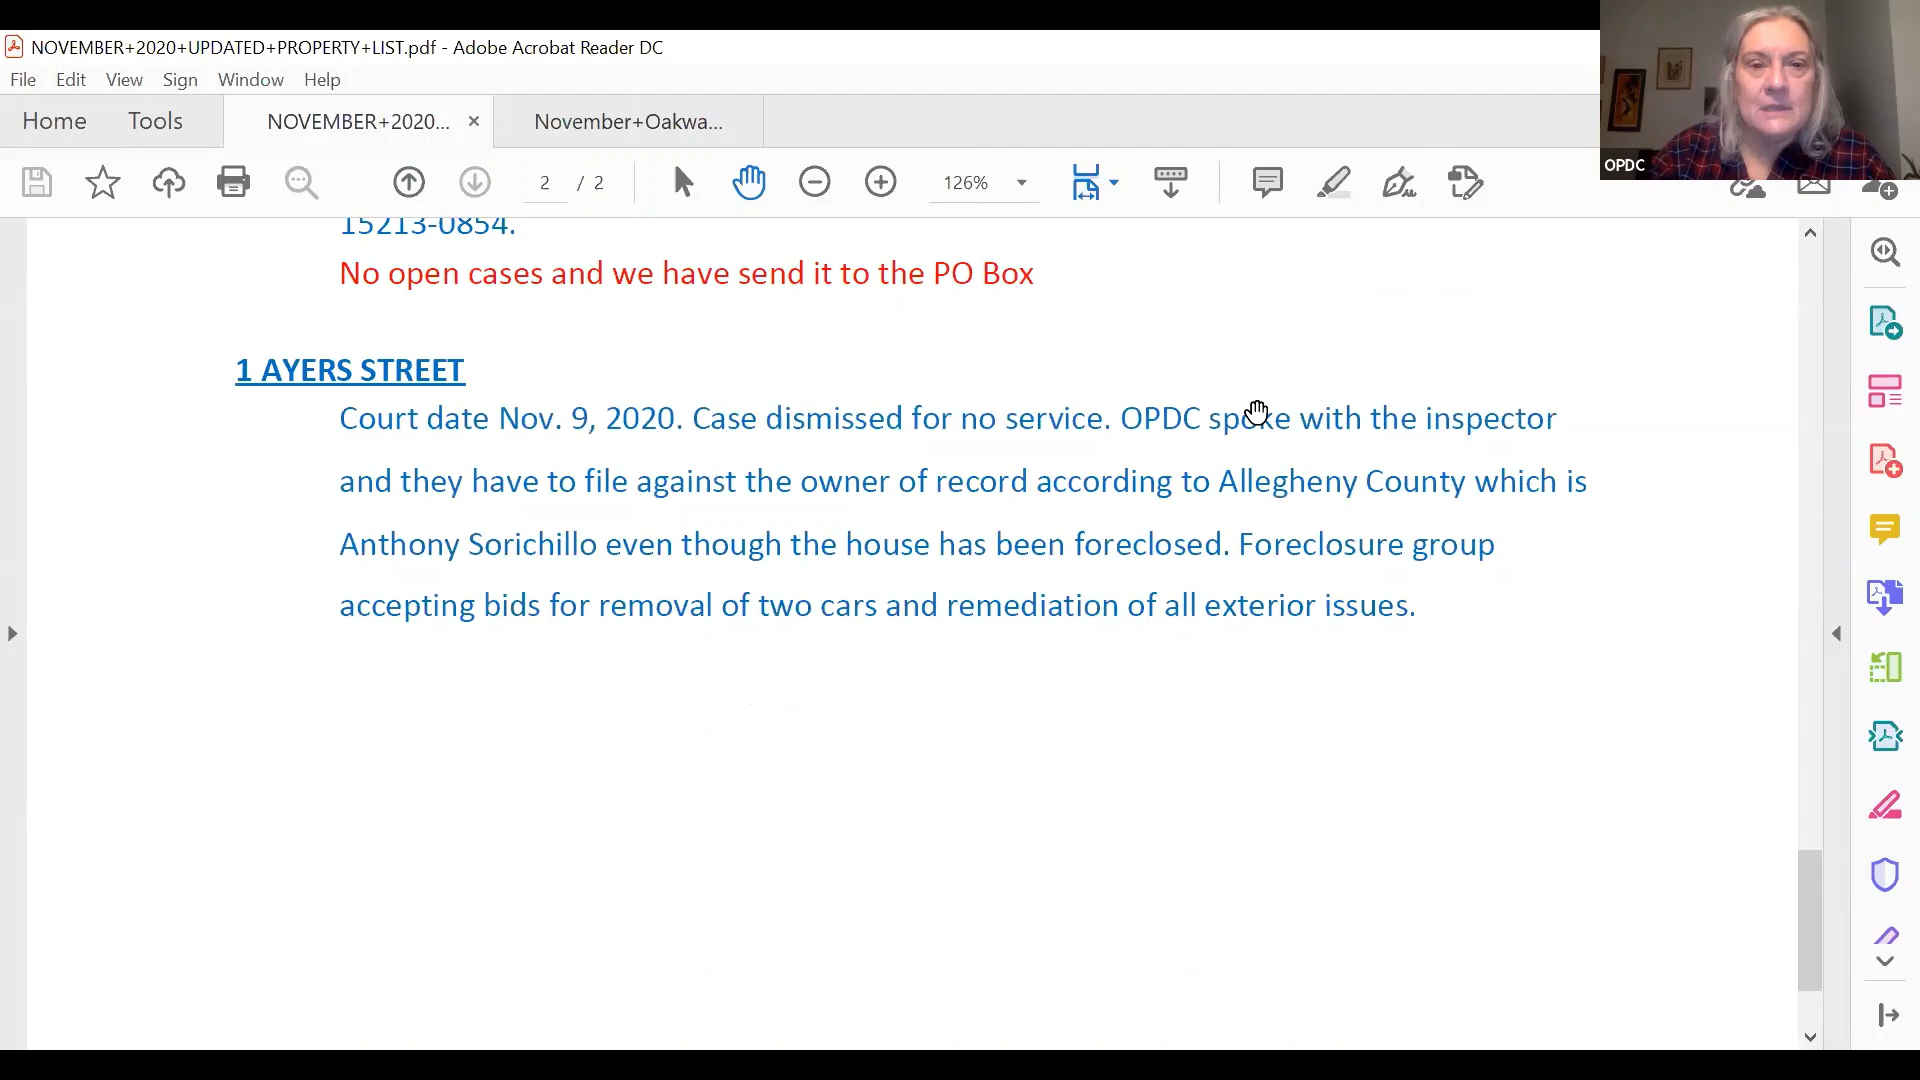 NOVEMBER+2020+UPDATED+PROPERTY+LIST.pdf - Adobe Acrobat Reader DC
File Edit View Sign Window Help
Home Tools NOVEMBER+2020... × November+Oakwa...
2 / 2 126%
OPDC
15213-0854.
No open cases and we have send it to the PO Box
1 AYERS STREET
Court date Nov. 9, 2020. Case dismissed for no service. OPDC spoke with the inspector
and they have to file against the owner of record according to Allegheny County which is
Anthony Sorichillo even though the house has been foreclosed. Foreclosure group
accepting bids for removal of two cars and remediation of all exterior issues.